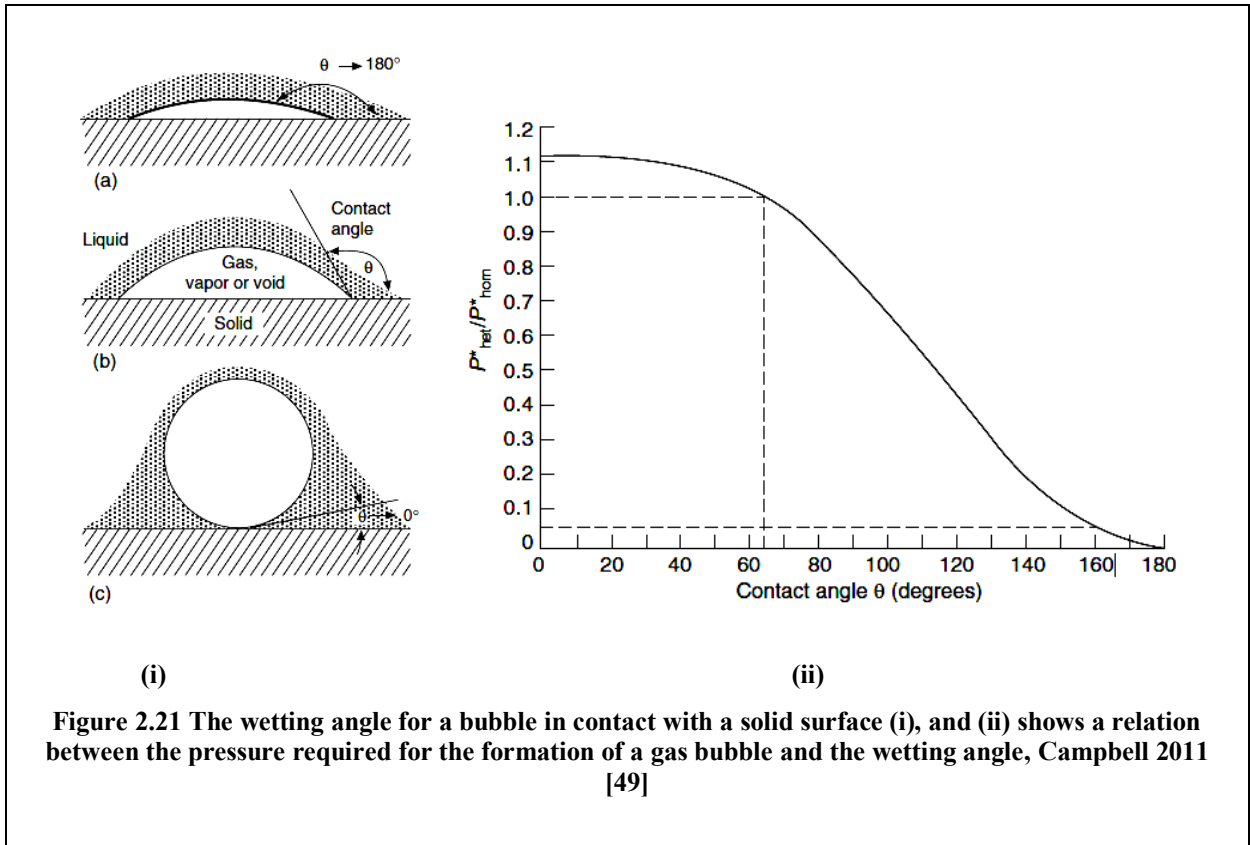 θ → 180°
(a)
Liquid
Contact
angle
θ
Gas,
vapor or void
Solid
(b)
θ → 0°
(c)
1.2
1.1
1.0
0.9
0.8
0.7
0.6
0.5
0.4
0.3
0.2
0.1
0
P*het/P*hom
0 20 40 60 80 100 120 140 160 180
Contact angle θ (degrees)
(i) (ii)
Figure 2.21 The wetting angle for a bubble in contact with a solid surface (i), and (ii) shows a relation
between the pressure required for the formation of a gas bubble and the wetting angle, Campbell 2011
[49]